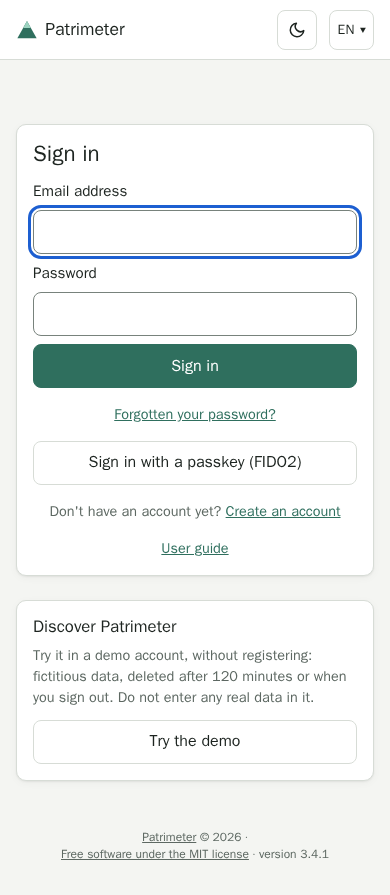 Patrimeter
EN ▾
Sign in
Email address
Password
Sign in
Forgotten your password?
Sign in with a passkey (FIDO2)
Don't have an account yet? Create an account
User guide
Discover Patrimeter
Try it in a demo account, without registering:
fictitious data, deleted after 120 minutes or when
you sign out. Do not enter any real data in it.
Try the demo
Patrimeter © 2026 ·
Free software under the MIT license · version 3.4.1